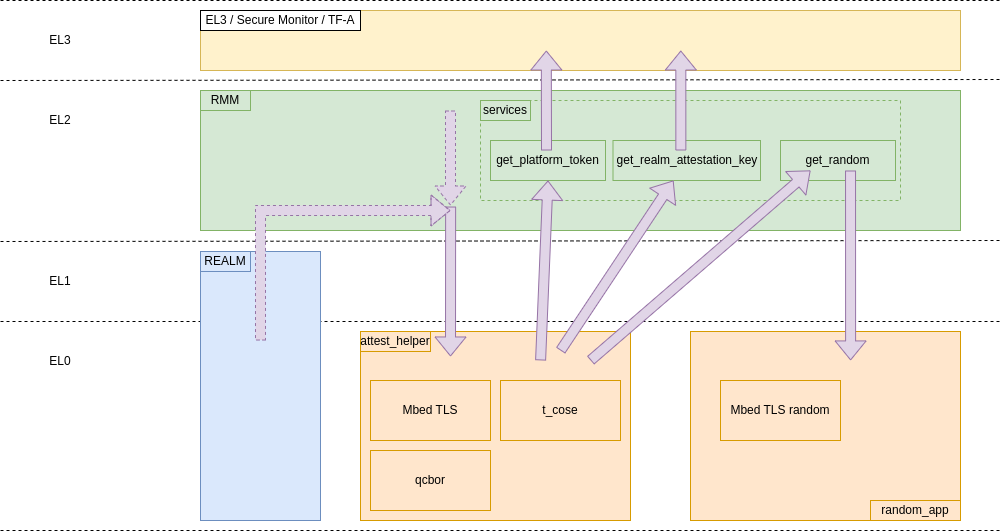 EL3
EL3 / Secure Monitor / TF-A
EL2
RMM
services
get_platform_token
get_realm_attestation_key
get_random
EL1
REALM
EL0
attest_helper
Mbed TLS
t_cose
qcbor
Mbed TLS random
random_app